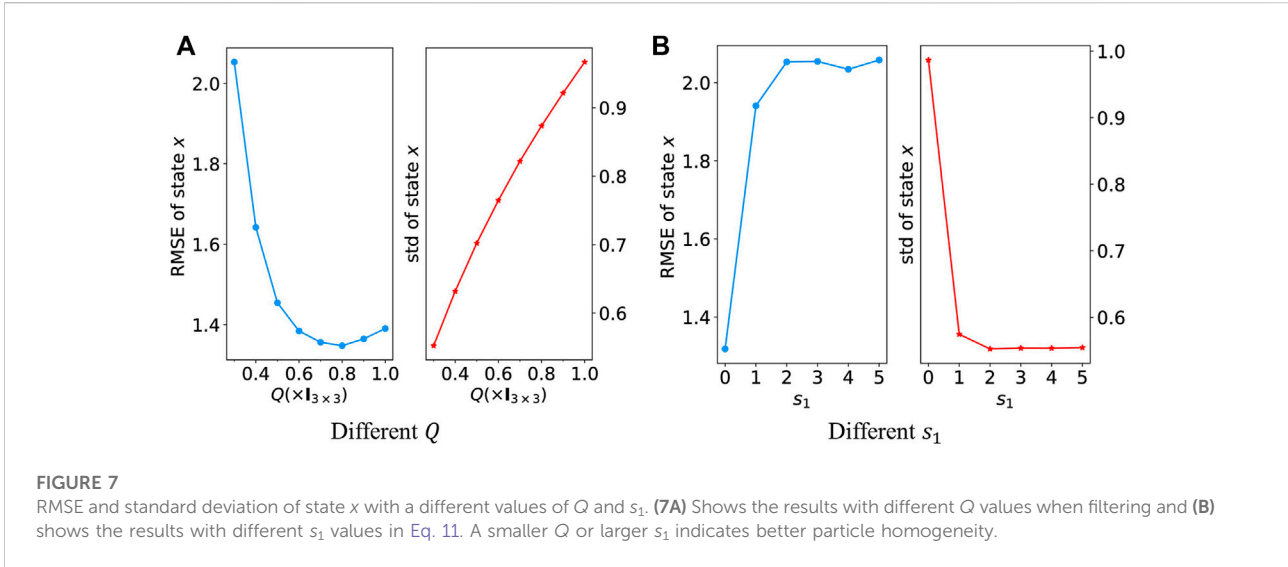 A
RMSE of state x
2.0
1.8
1.6
1.4
0.4 0.6 0.8 1.0
Q(×I3×3)
std of state x
0.9
0.8
0.7
0.6
0.4 0.6 0.8 1.0
Q(×I3×3)
Different Q
B
RMSE of state x
2.0
1.8
1.6
1.4
0 1 2 3 4 5
s1
std of state x
1.0
0.9
0.8
0.7
0.6
0 1 2 3 4 5
s1
Different s1
FIGURE 7
RMSE and standard deviation of state x with a different values of Q and s1. (7A) Shows the results with different Q values when filtering and (B)
shows the results with different s1 values in Eq. 11. A smaller Q or larger s1 indicates better particle homogeneity.